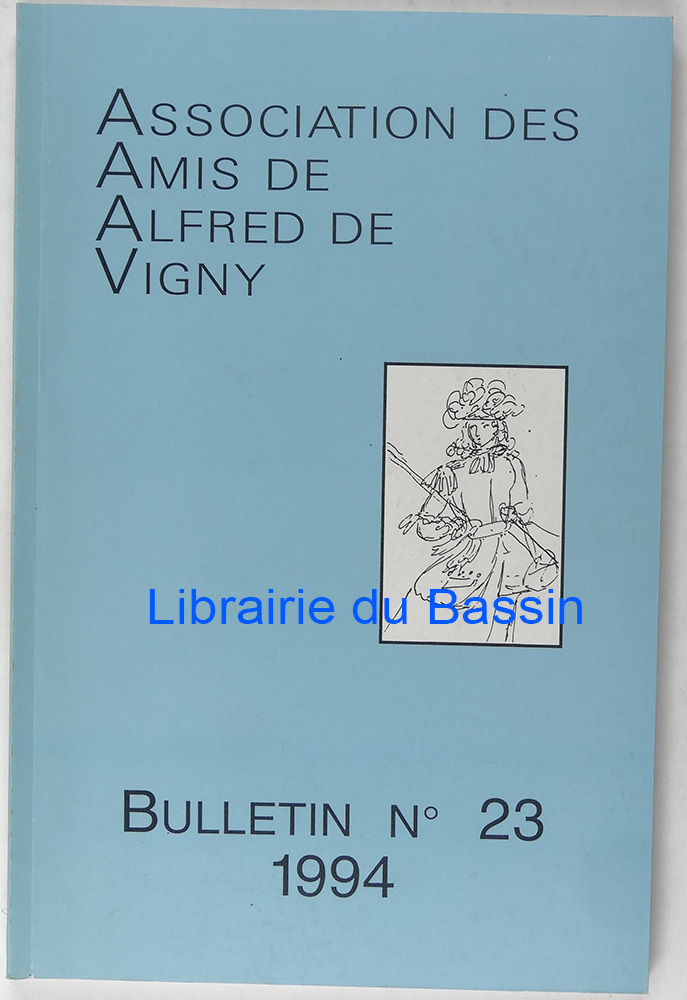 ASSOCIATION DES
AMIS DE
ALFRED DE
VIGNY
Librairie du Bassin
BULLETIN N° 23
1994